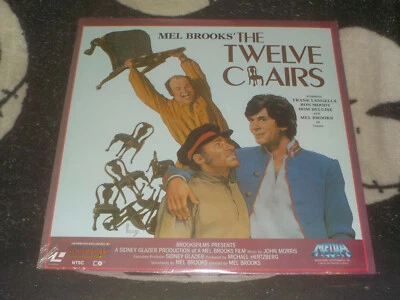 MEL BROOKS'
THE
TWELVE
CHAIRS
STARRING
FRANK LANGELLA
RON MOODY
DOM DELUISE
AND
MEL BROOKS
BROOKSFILMS PRESENTS
A SIDNEY GLAZIER PRODUCTION OF A MEL BROOKS FILM Music by JOHN MORRIS
Executive Producer SIDNEY GLAZIER Produced by MICHAEL HERTZBERG
Screenplay by MEL BROOKS Directed by MEL BROOKS
NTSC
MEDIA